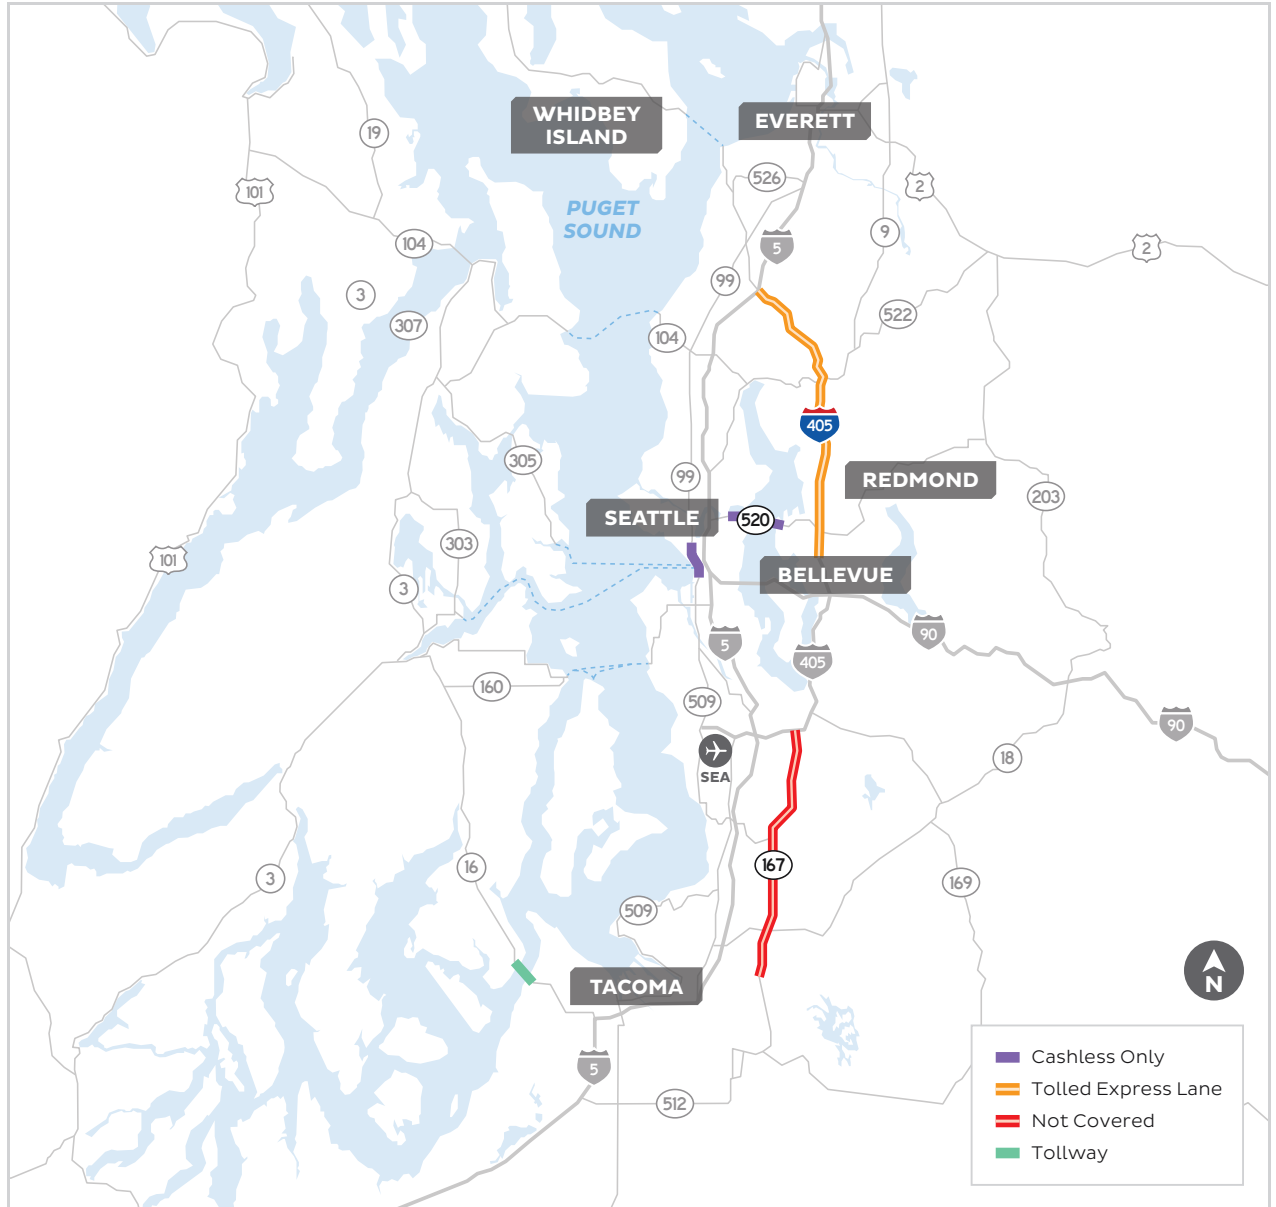 WHIDBEY
ISLAND
EVERETT
19
526
2
101
PUGET
SOUND
9
104
5
2
3
99
307
522
104
405
305
99
REDMOND
203
SEATTLE
520
303
101
BELLEVUE
3
5
90
405
160
509
90
SEA
18
167
16
3
169
509
TACOMA
N
5
512
Cashless Only
Tolled Express Lane
Not Covered
Tollway